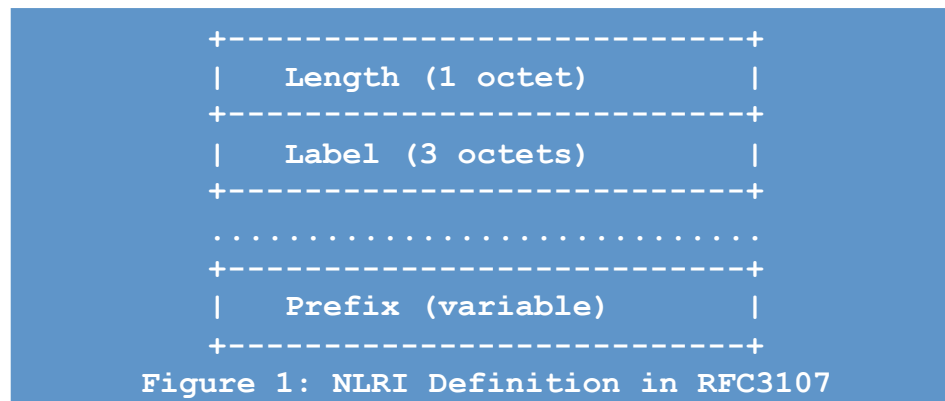 +---------------------------+
|   Length (1 octet)        |
+---------------------------+
|   Label (3 octets)        |
+---------------------------+
.............................
+---------------------------+
|   Prefix (variable)       |
+---------------------------+
Figure 1: NLRI Definition in RFC3107